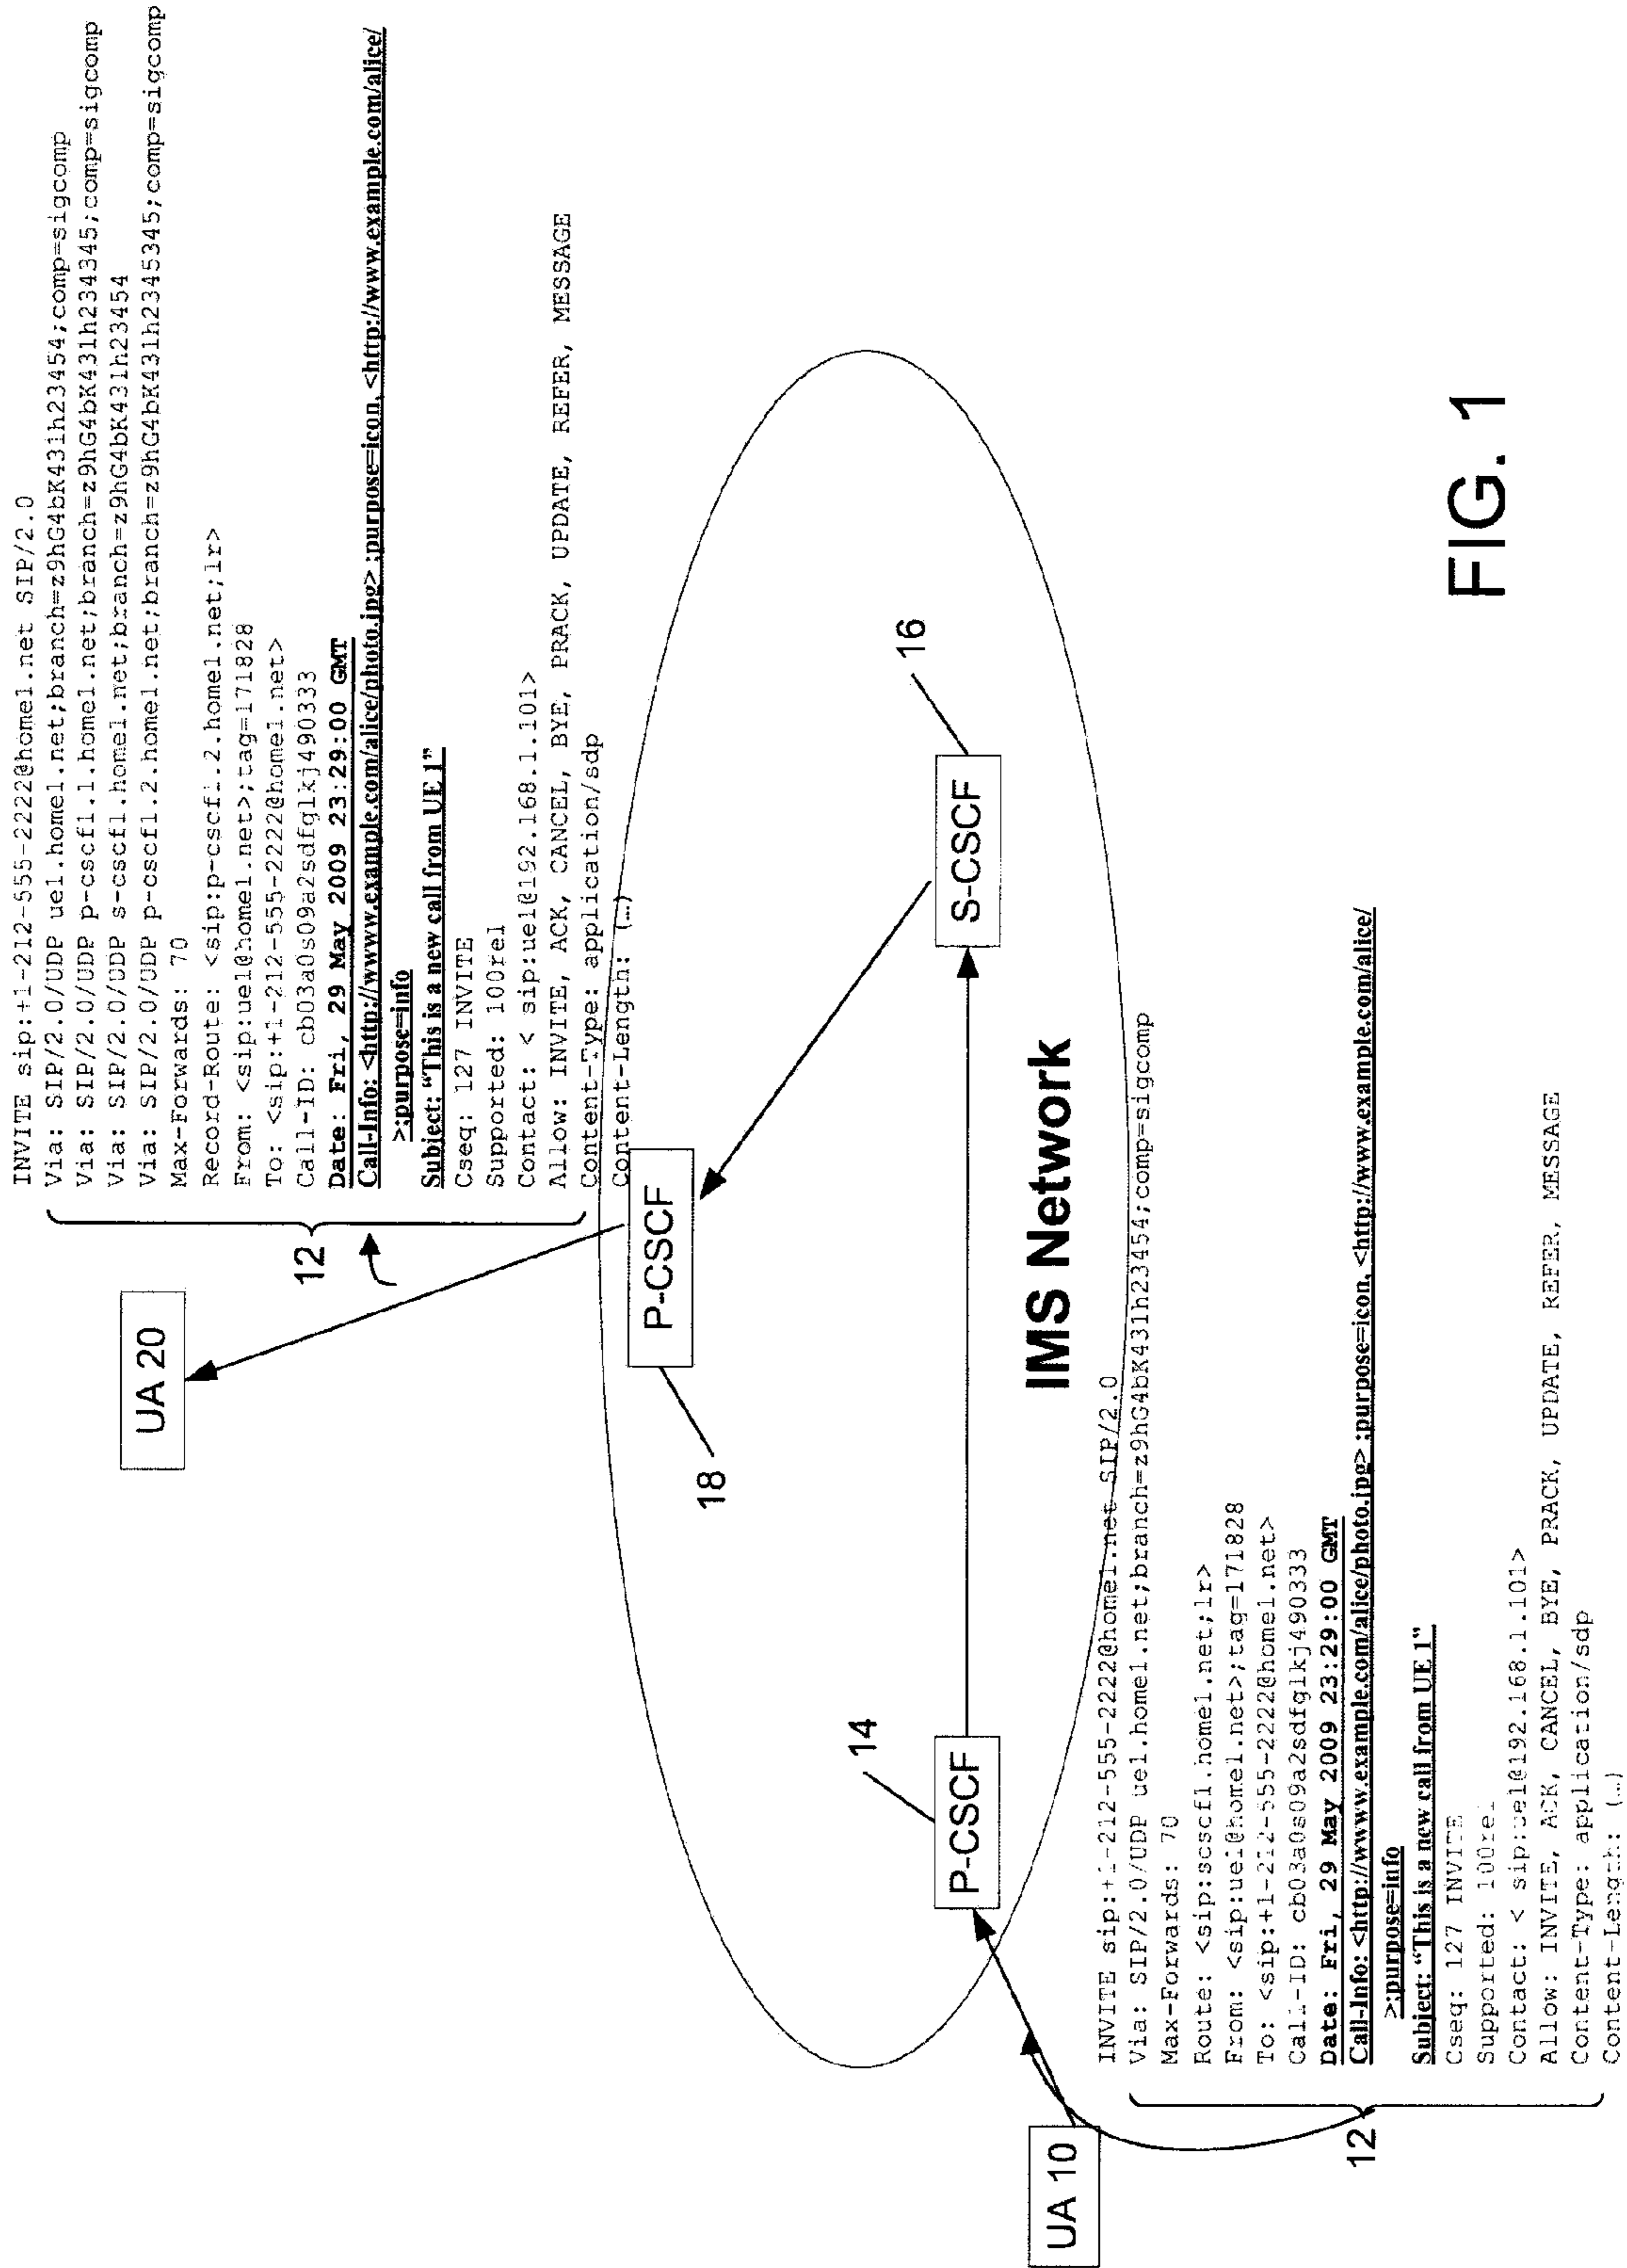 INVITE sip:+1-212-555-2222@home1.net SIP/2.0
Via: SIP/2.0/UDP ue1.home1.net;branch=z9hG4bK431h23454;comp=sigcomp
Via: SIP/2.0/UDP p-cscf1.1.home1.net;branch=z9hG4bK431h234345;comp=sigcomp
Via: SIP/2.0/UDP s-cscf1.home1.net;branch=z9hG4bK431h23454
Via: SIP/2.0/UDP p-cscf1.2.home1.net;branch=z9hG4bK431h2345345;comp=sigcomp
Max-Forwards: 70
Record-Route: <sip:p-cscf1.2.home1.net;lr>
From: <sip:ue1@home1.net>;tag=171828
To: <sip:+1-212-555-2222@home1.net>
Call-ID: cb03a0s09a2sdfglkj490333
Date: Fri, 29 May 2009 23:29:00 GMT
Call-Info: <http://www.example.com/alice/photo.jpg> ;purpose=icon, <http://www.example.com/alice/
>;purpose=info
Subject: “This is a new call from UE 1”
Cseq: 127 INVITE
Supported: 100rel
Contact: < sip:ue1@192.168.1.101>
Allow: INVITE, ACK, CANCEL, BYE, PRACK, UPDATE, REFER, MESSAGE
Content-Type: application/sdp
Content-Length: (…)
12
UA 20
P-CSCF
18
16
S-CSCF
14
P-CSCF
IMS Network
UA 10
12
INVITE sip:+1-212-555-2222@home1.net SIP/2.0
Via: SIP/2.0/UDP ue1.home1.net;branch=z9hG4bK431h23454;comp=sigcomp
Max-Forwards: 70
Route: <sip:scscf1.home1.net;lr>
From: <sip:ue1@home1.net>;tag=171828
To: <sip:+1-212-555-2222@home1.net>
Call-ID: cb03a0s09a2sdfglkj490333
Date: Fri, 29 May 2009 23:29:00 GMT
Call-Info: <http://www.example.com/alice/photo.jpg> ;purpose=icon, <http://www.example.com/alice/
>;purpose=info
Subject: “This is a new call from UE 1”
Cseq: 127 INVITE
Supported: 100rel
Contact: < sip:ue1@192.168.1.101>
Allow: INVITE, ACK, CANCEL, BYE, PRACK, UPDATE, REFER, MESSAGE
Content-Type: application/sdp
Content-Length: (…)
FIG. 1